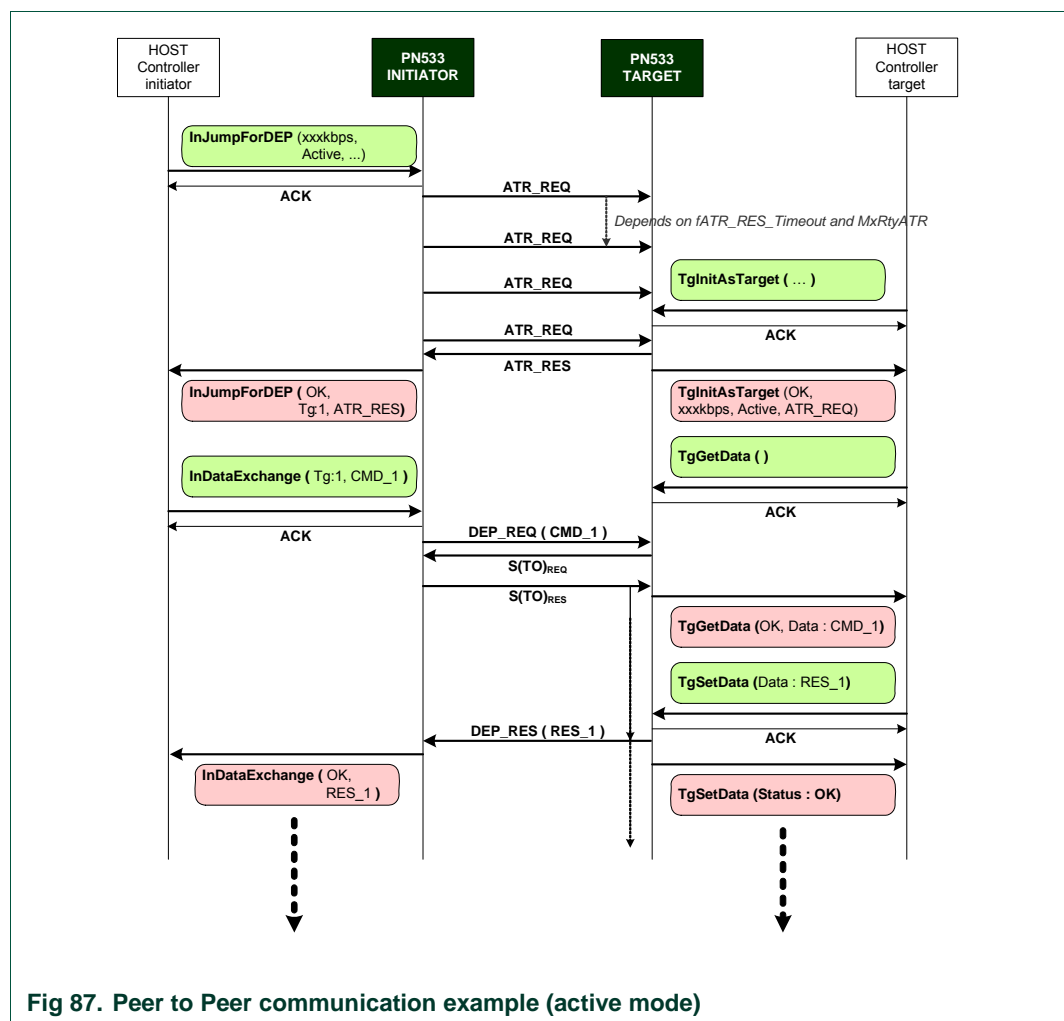 HOST
Controller
initiator
PN533
INITIATOR
PN533
TARGET
HOST
Controller
target
InJumpForDEP (xxxkbps,
Active, ...)
ACK
ATR_REQ
Depends on fATR_RES_Timeout and MxRtyATR
ATR_REQ
ATR_REQ
TgInitAsTarget ( ... )
ATR_REQ
ACK
ATR_RES
InJumpForDEP ( OK,
Tg:1, ATR_RES)
TgInitAsTarget (OK,
xxxkbps, Active, ATR_REQ)
TgGetData ( )
InDataExchange ( Tg:1, CMD_1 )
ACK
ACK
DEP_REQ ( CMD_1 )
S(TO)REQ
S(TO)RES
TgGetData (OK, Data : CMD_1)
TgSetData (Data : RES_1)
DEP_RES ( RES_1 )
ACK
InDataExchange ( OK,
RES_1 )
TgSetData (Status : OK)
Fig 87. Peer to Peer communication example (active mode)